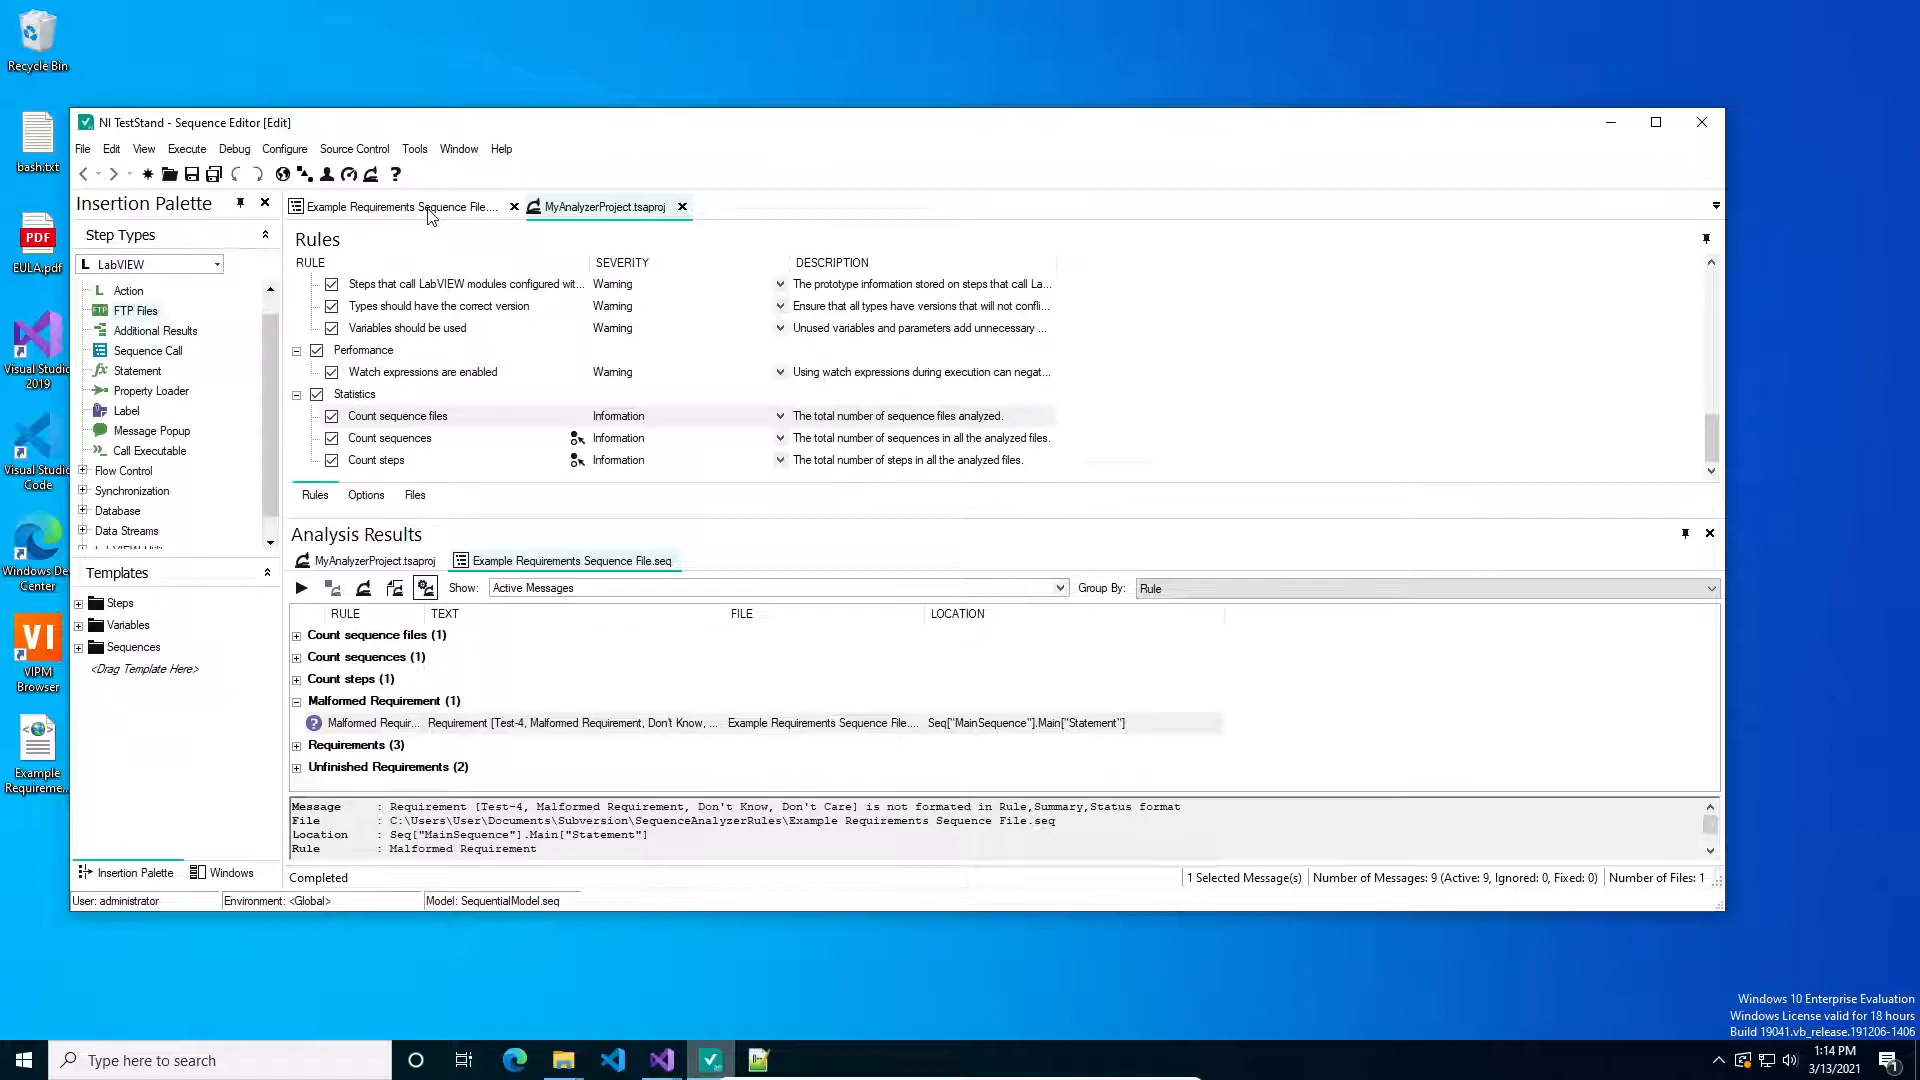 Recycle Bin
bash.txt
EULA.pdf
Visual Studio
2019
Visual Studio
Code
Windows De
Center
VIPM
Browser
Example
Requireme...
NI TestStand - Sequence Editor [Edit]
File Edit View Execute Debug Configure Source Control Tools Window Help
Insertion Palette
Step Types
LabVIEW
Action
FTP Files
Additional Results
Sequence Call
Statement
Property Loader
Label
Message Popup
Call Executable
Flow Control
Synchronization
Database
Data Streams
Templates
Steps
Variables
Sequences
<Drag Template Here>
Insertion Palette Windows
Example Requirements Sequence File.... MyAnalyzerProject.tsaproj
Rules
RULE SEVERITY DESCRIPTION
Steps that call LabVIEW modules configured wit... Warning The prototype information stored on steps that call La...
Types should have the correct version Warning Ensure that all types have versions that will not confli...
Variables should be used Warning Unused variables and parameters add unnecessary ...
Performance
Watch expressions are enabled Warning Using watch expressions during execution can negat...
Statistics
Count sequence files Information The total number of sequence files analyzed.
Count sequences Information The total number of sequences in all the analyzed files.
Count steps Information The total number of steps in all the analyzed files.
Rules Options Files
Analysis Results
MyAnalyzerProject.tsaproj Example Requirements Sequence File.seq
Show: Active Messages Group By: Rule
RULE TEXT FILE LOCATION
Count sequence files (1)
Count sequences (1)
Count steps (1)
Malformed Requirement (1)
Malformed Requir... Requirement [Test-4, Malformed Requirement, Don't Know, ... Example Requirements Sequence File.... Seq["MainSequence"].Main["Statement"]
Requirements (3)
Unfinished Requirements (2)
Message : Requirement [Test-4, Malformed Requirement, Don't Know, Don't Care] is not formated in Rule,Summary,Status format
File : C:\Users\User\Documents\Subversion\SequenceAnalyzerRules\Example Requirements Sequence File.seq
Location : Seq["MainSequence"].Main["Statement"]
Rule : Malformed Requirement
Completed 1 Selected Message(s) Number of Messages: 9 (Active: 9, Ignored: 0, Fixed: 0) Number of Files: 1
User: administrator Environment: <Global> Model: SequentialModel.seq
Windows 10 Enterprise Evaluation
Windows License valid for 18 hours
Build 19041.vb_release.191206-1406
Type here to search
1:14 PM
3/13/2021